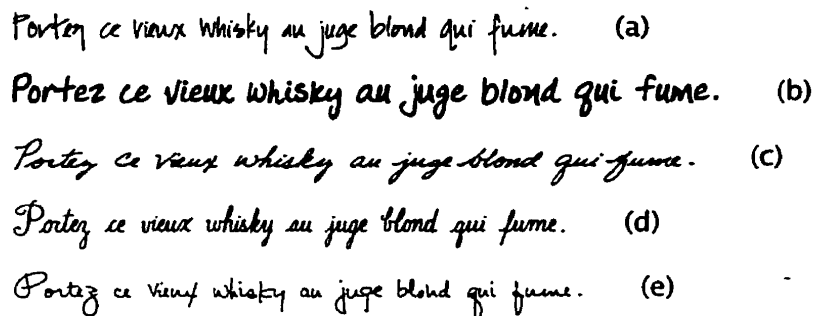 Portez ce vieux whisky au juge blond qui fume. (a)
Portez ce vieux whisky au juge blond qui fume. (b)
Portez ce vieux whisky au juge blond qui fume. (c)
Portez ce vieux whisky au juge blond qui fume. (d)
Portez ce vieux whisky au juge blond qui fume. (e)